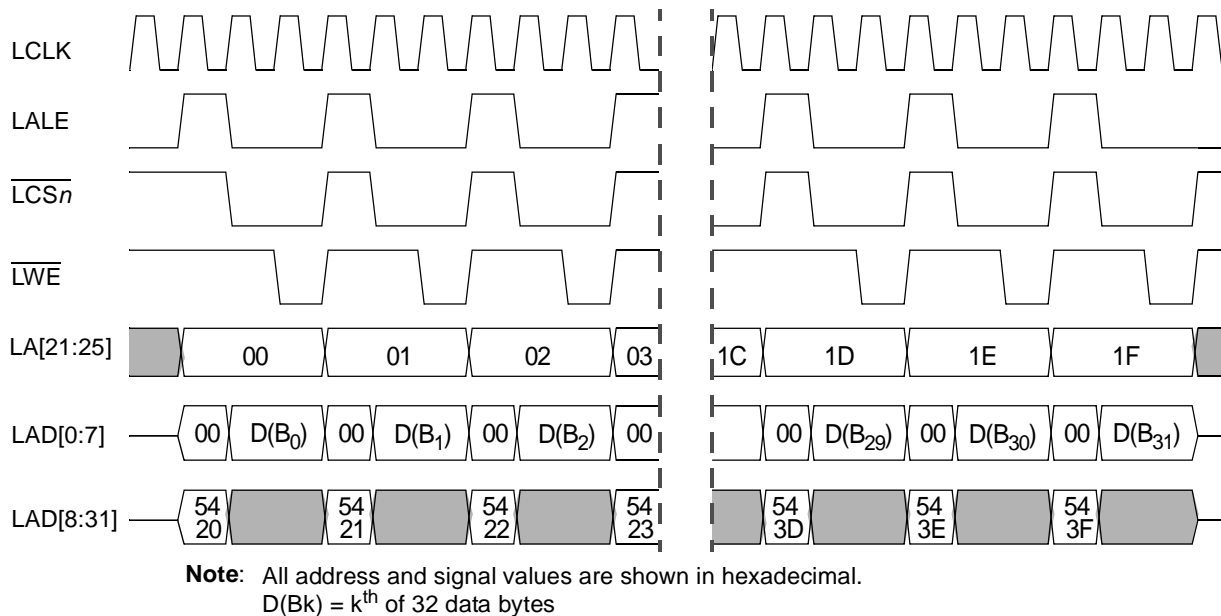 LCLK
LALE
LCSn
LWE
LA[21:25] 00 01 02 03 1C 1D 1E 1F
LAD[0:7] 00 D(B0) 00 D(B1) 00 D(B2) 00 00 D(B29) 00 D(B30) 00 D(B31)
LAD[8:31] 54 20 54 21 54 22 54 23 54 3D 54 3E 54 3F
Note: All address and signal values are shown in hexadecimal.
D(Bk) = kth of 32 data bytes